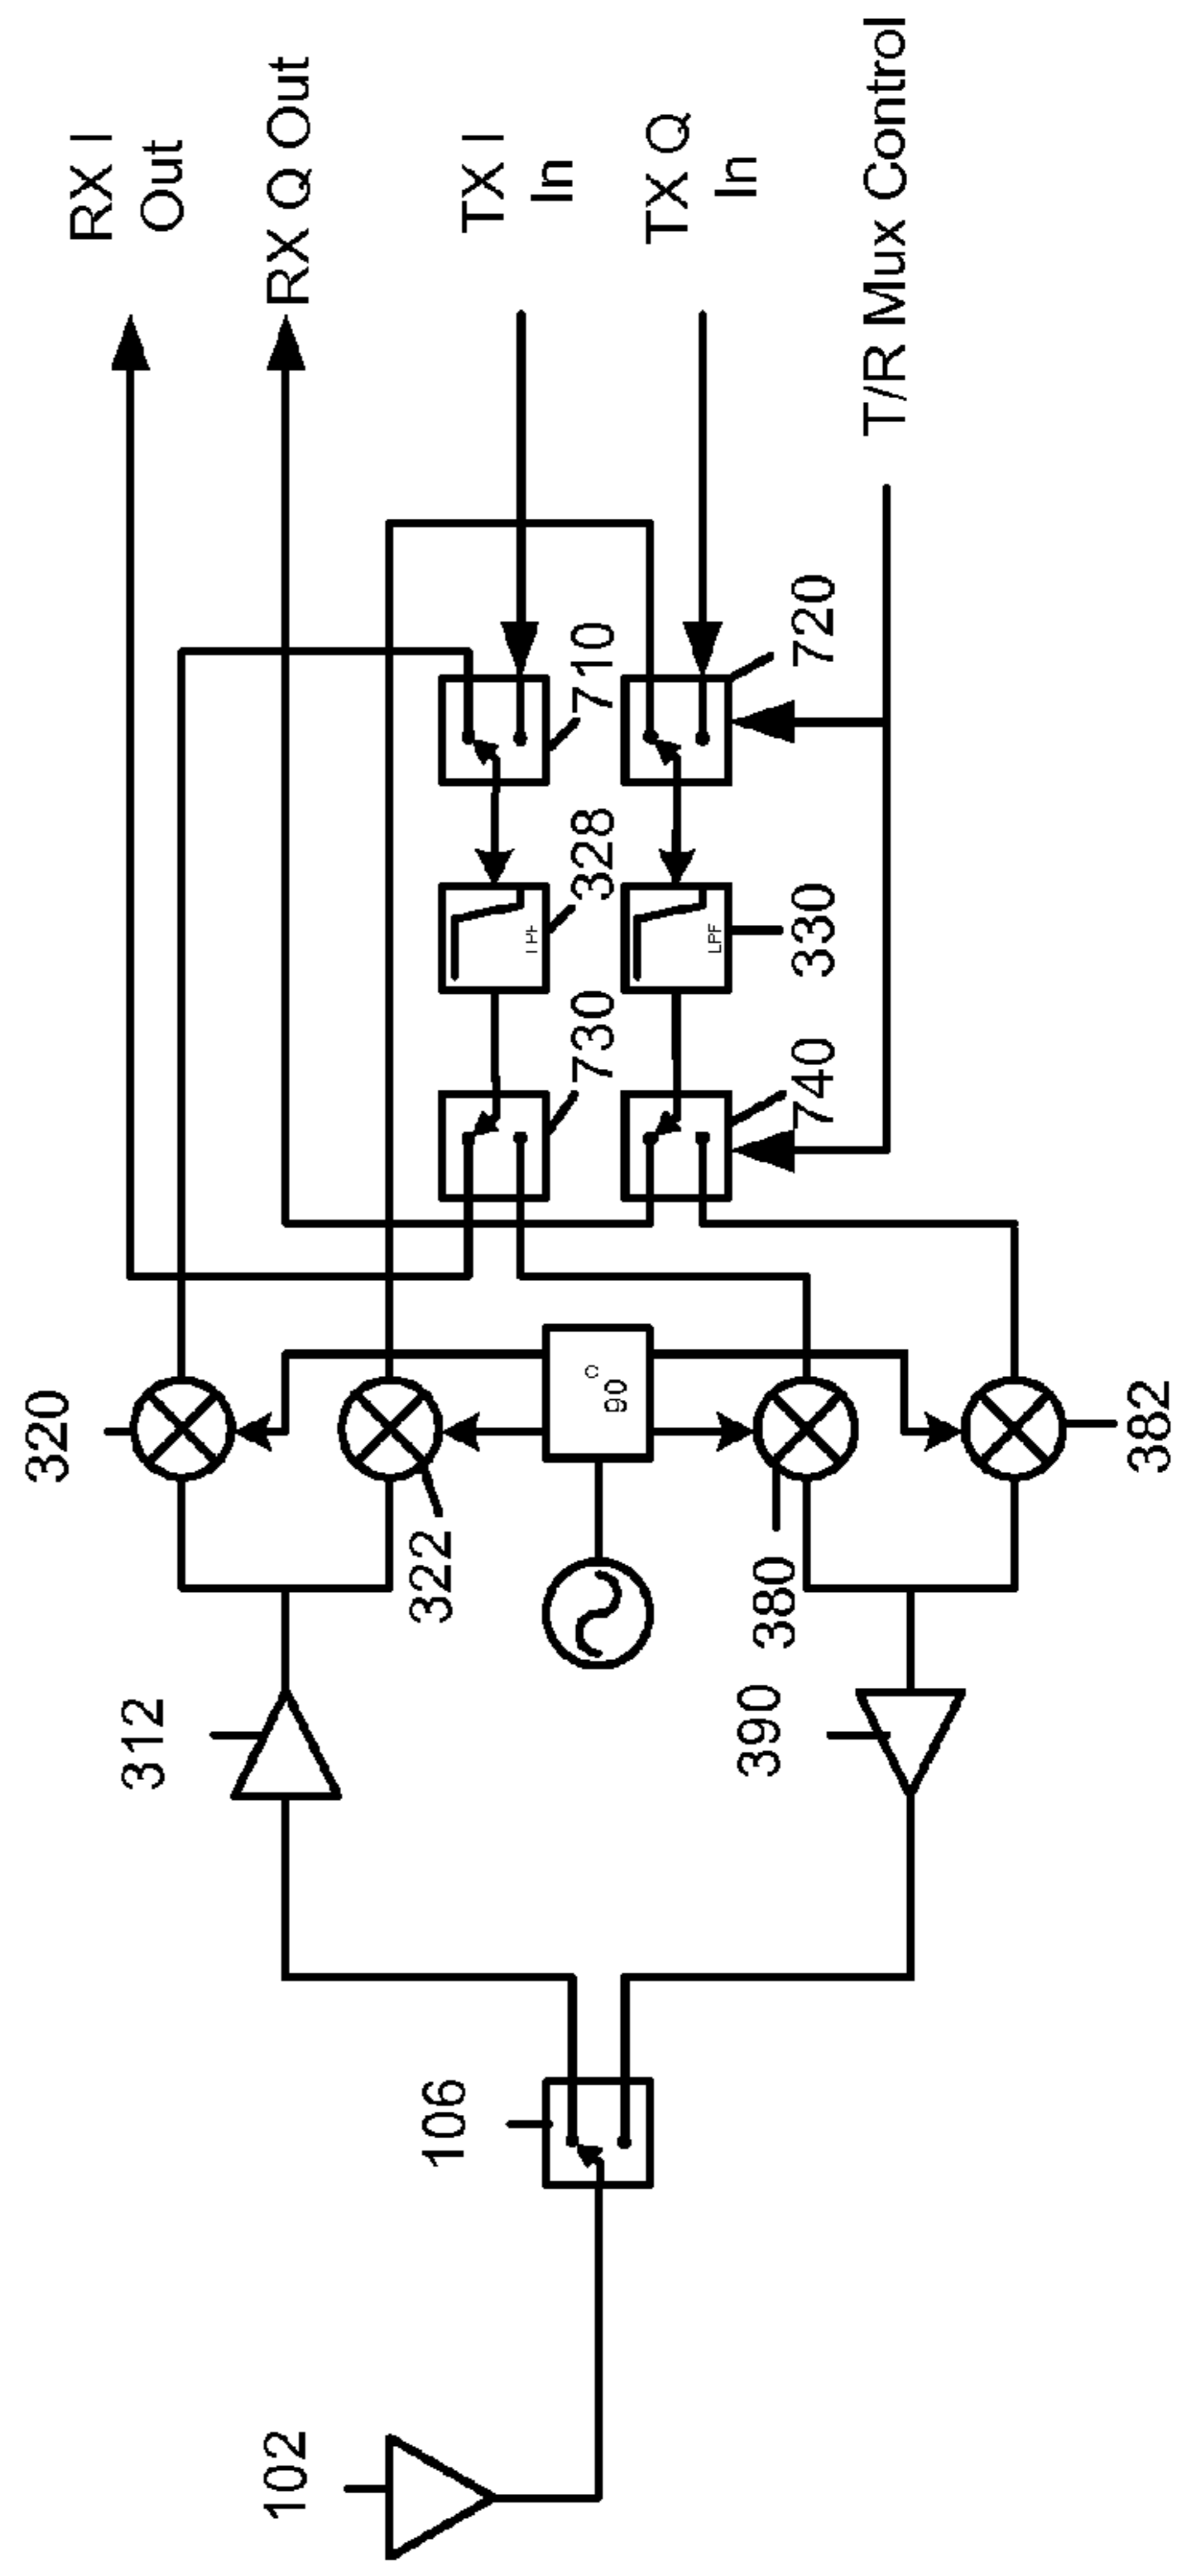 RX I
Out
RX Q Out
TX I
In
TX Q
In
T/R Mux Control
102
106
312
390
320
322
90°
380
382
730
740
LPF
328
LPF
330
710
720